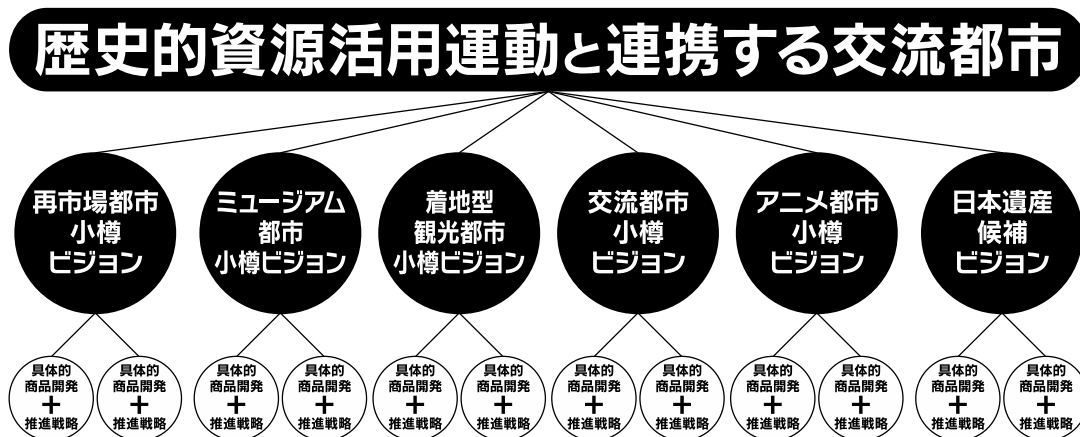 歴史的資源活用運動と連携する交流都市
再市場都市
小樽
ビジョン
ミュージアム
都市
小樽ビジョン
着地型
観光都市
小樽ビジョン
交流都市
小樽
ビジョン
アニメ都市
小樽
ビジョン
日本遺産
候補
ビジョン
具体的
商品開発
+
推進戦略
具体的
商品開発
+
推進戦略
具体的
商品開発
+
推進戦略
具体的
商品開発
+
推進戦略
具体的
商品開発
+
推進戦略
具体的
商品開発
+
推進戦略
具体的
商品開発
+
推進戦略
具体的
商品開発
+
推進戦略
具体的
商品開発
+
推進戦略
具体的
商品開発
+
推進戦略
具体的
商品開発
+
推進戦略
具体的
商品開発
+
推進戦略